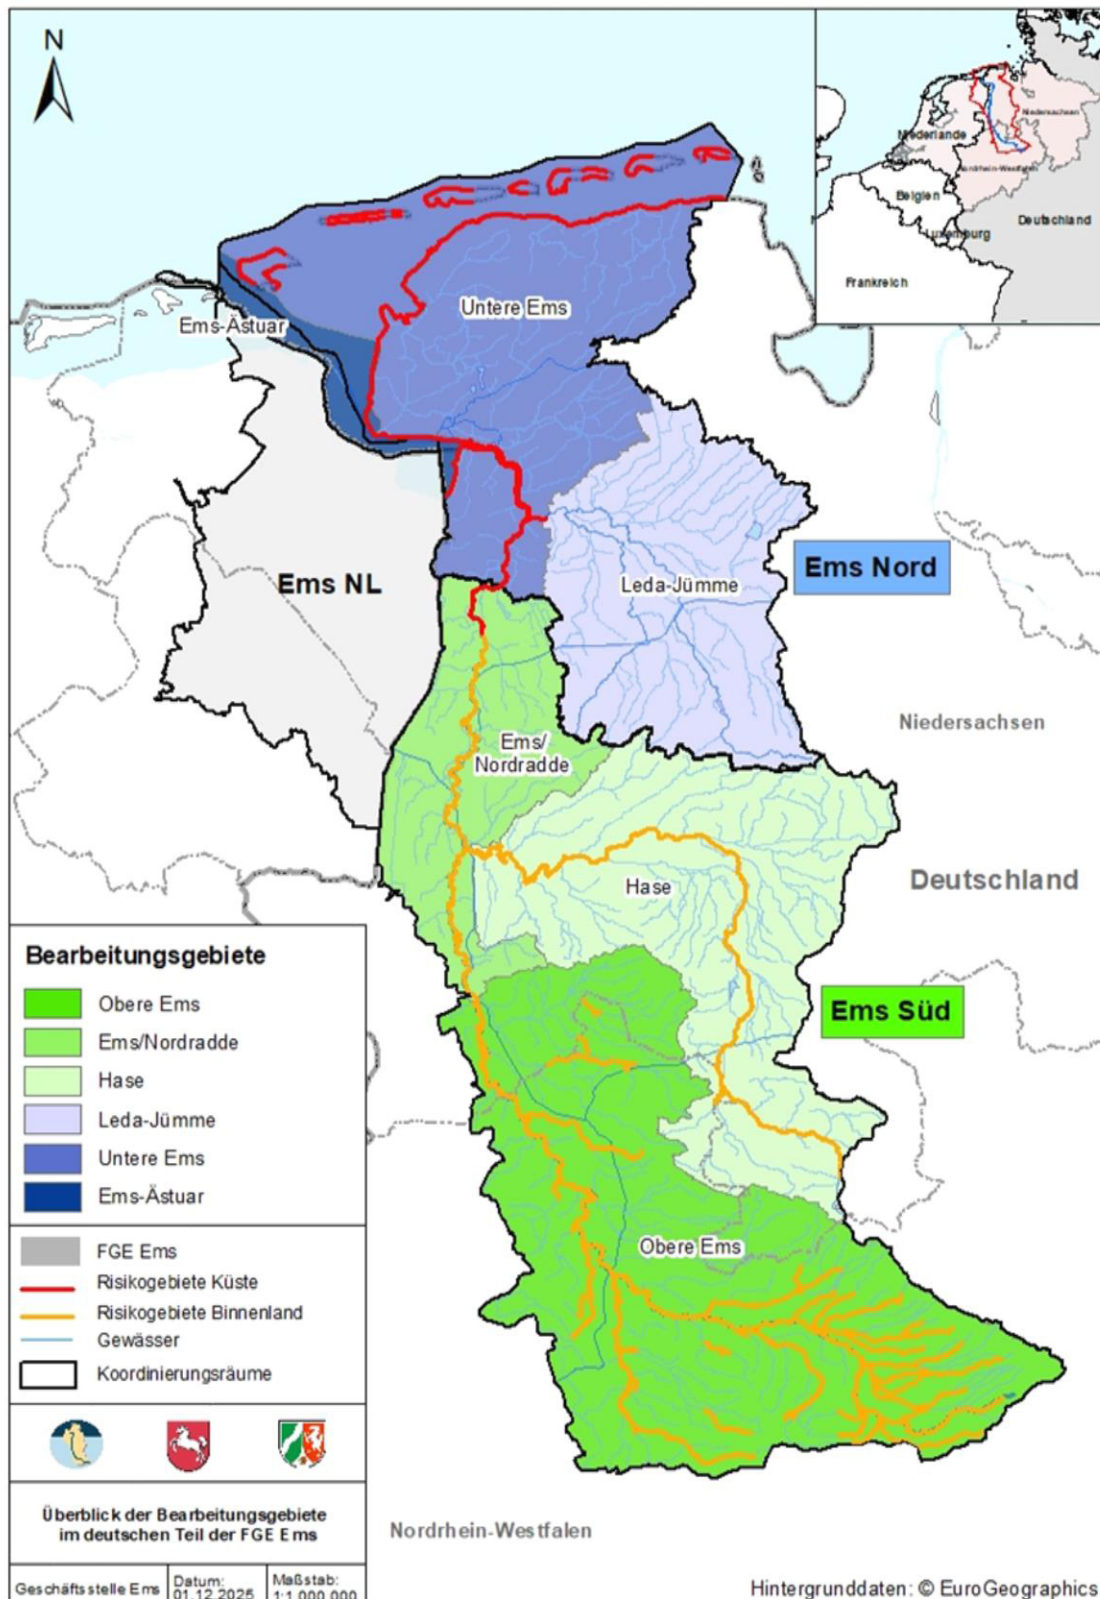 N
Niedersachsen
Niederlande
Nordrhein-Westfalen
Belgien
Luxemburg
Deutschland
Frankreich
Untere Ems
Ems-Ästuar
Ems NL
Ems Nord
Leda-Jümme
Niedersachsen
Ems/
Nordradde
Hase
Deutschland
Ems Süd
Obere Ems
Bearbeitungsgebiete
Obere Ems
Ems/Nordradde
Hase
Leda-Jümme
Untere Ems
Ems-Ästuar
FGE Ems
Risikogebiete Küste
Risikogebiete Binnenland
Gewässer
Koordinierungsräume
Überblick der Bearbeitungsgebiete
im deutschen Teil der FGE Ems
Geschäftsstelle Ems
Datum:
01.12.2025
Maßstab:
1:1.000.000
Nordrhein-Westfalen
Hintergrunddaten: © EuroGeographics